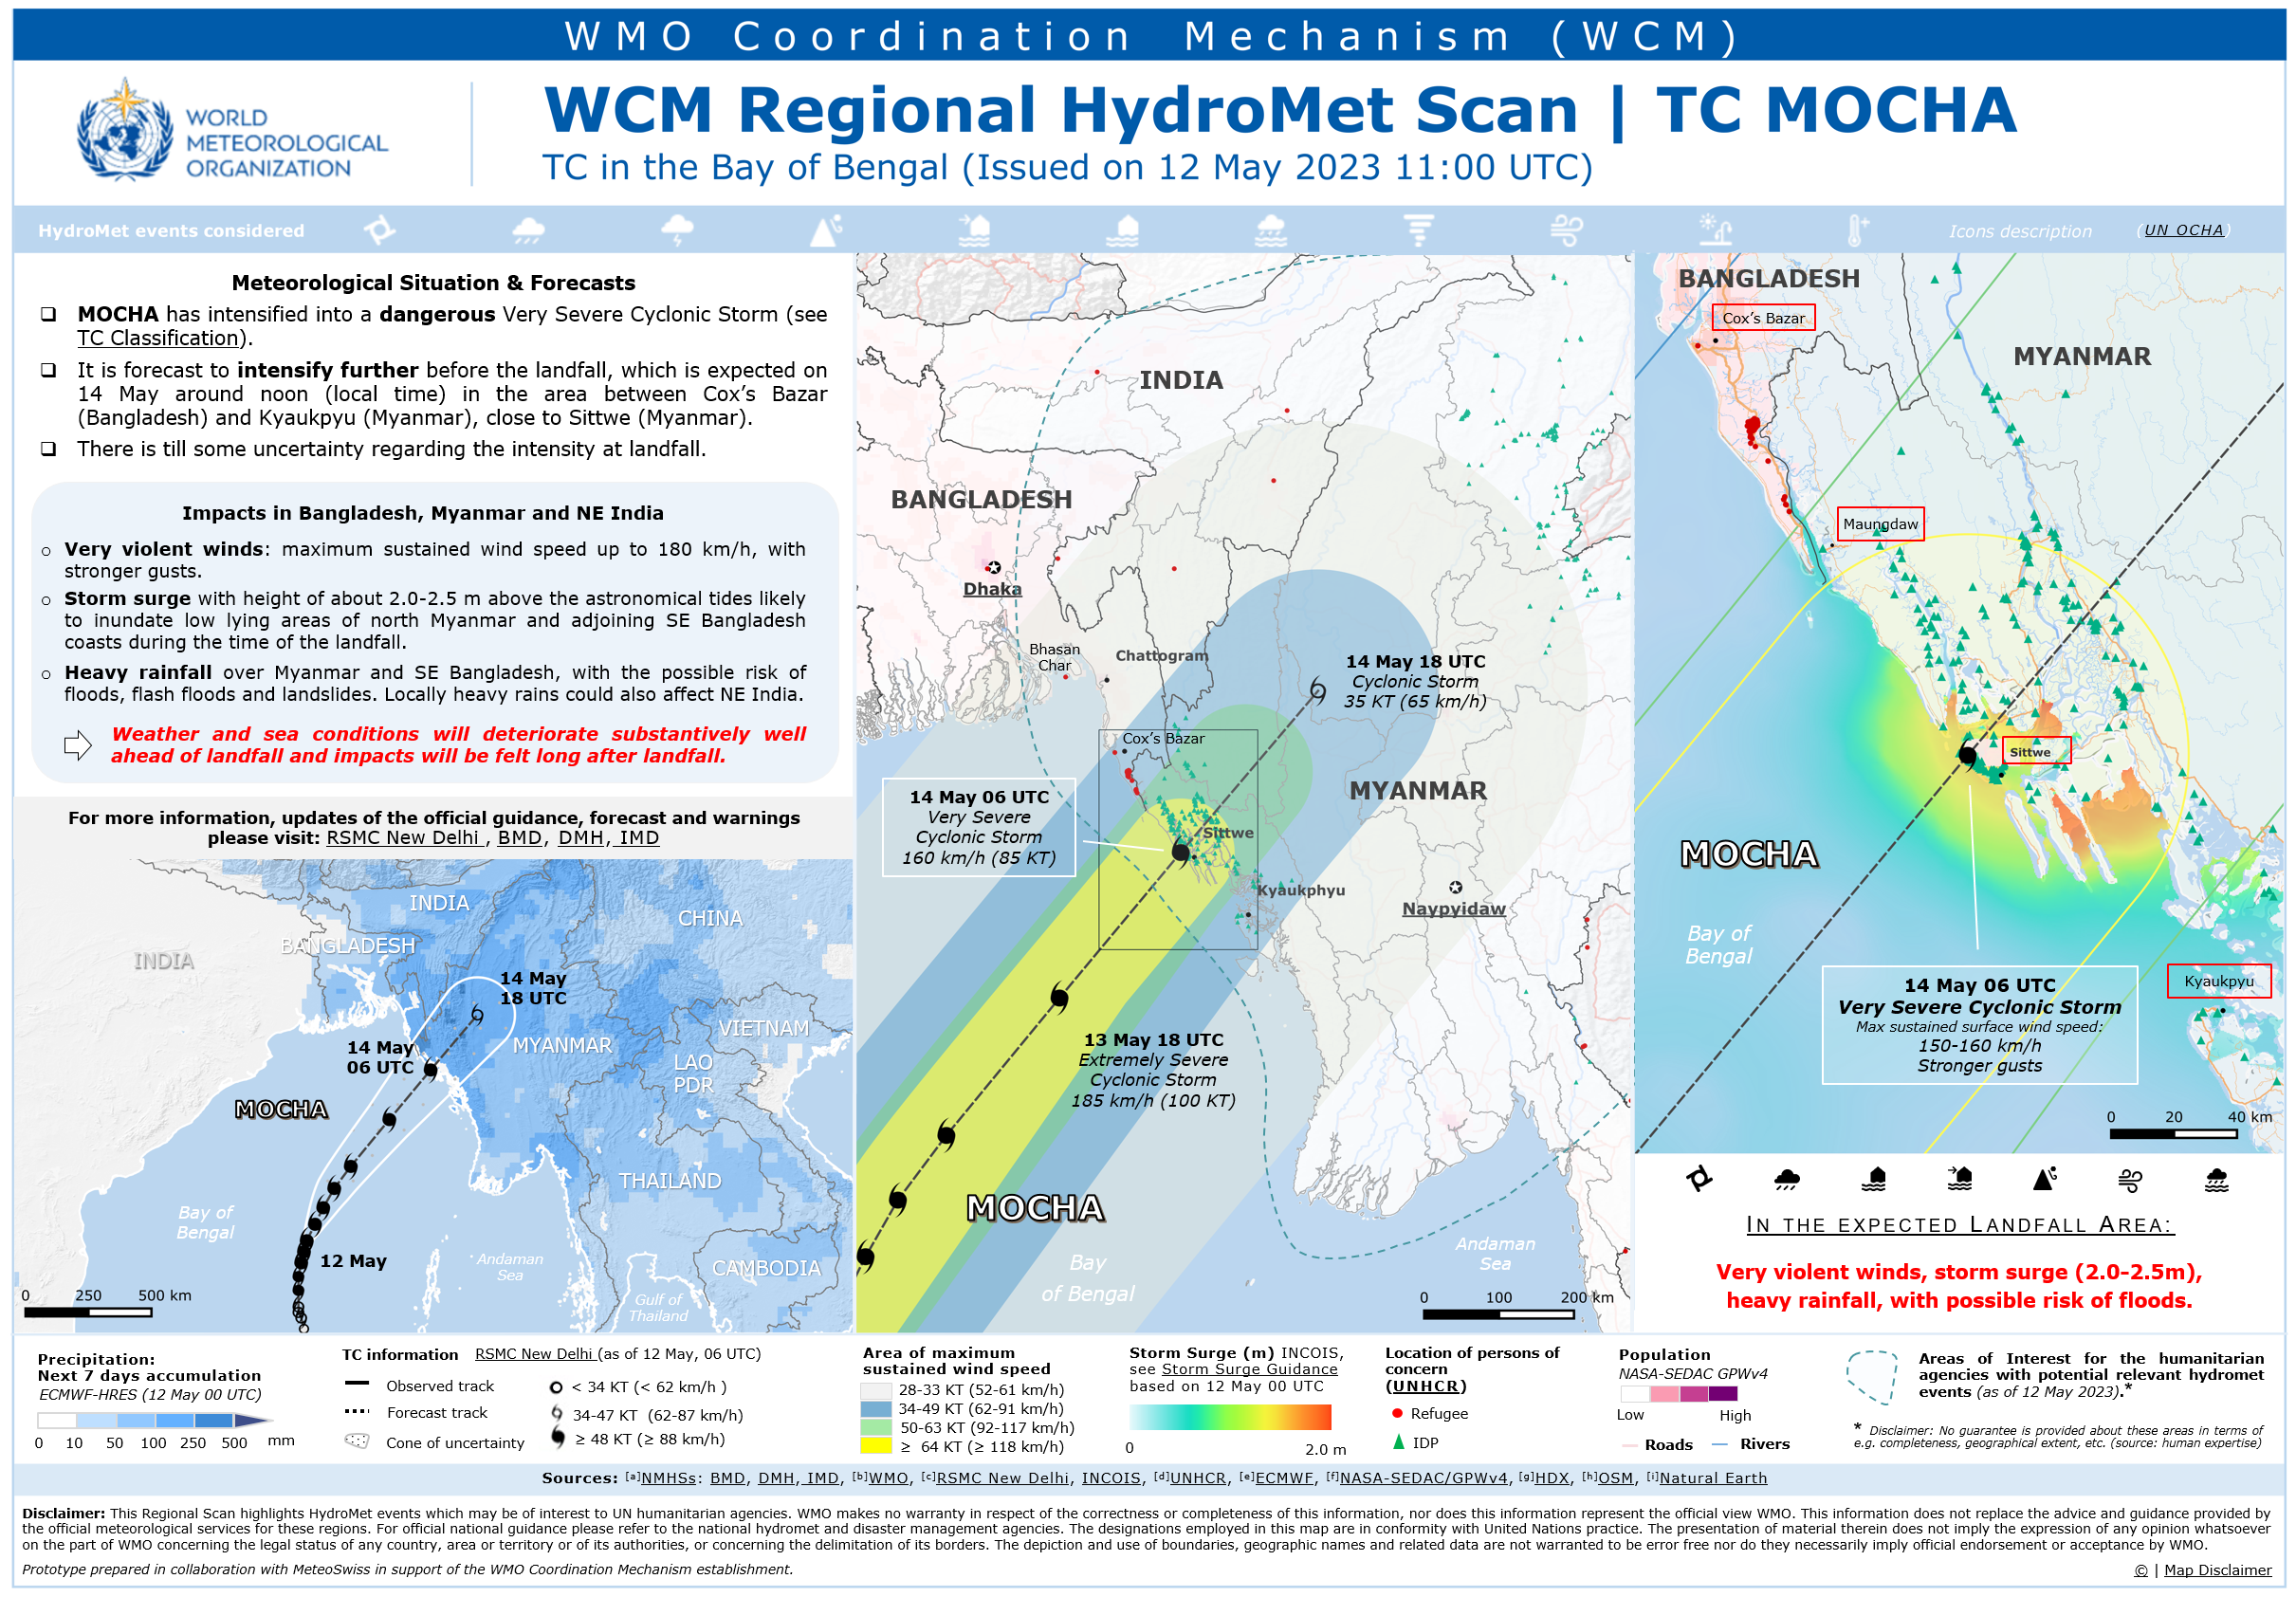 WMO Coordination Mechanism (WCM)
WORLD
METEOROLOGICAL
ORGANIZATION
WCM Regional HydroMet Scan | TC MOCHA
TC in the Bay of Bengal (Issued on 12 May 2023 11:00 UTC)
HydroMet events considered
Icons description (UN OCHA)
Meteorological Situation & Forecasts
MOCHA has intensified into a dangerous Very Severe Cyclonic Storm (see
TC Classification).
It is forecast to intensify further before the landfall, which is expected on
14 May around noon (local time) in the area between Cox's Bazar
(Bangladesh) and Kyaukpyu (Myanmar), close to Sittwe (Myanmar).
There is till some uncertainty regarding the intensity at landfall.
Impacts in Bangladesh, Myanmar and NE India
Very violent winds: maximum sustained wind speed up to 180 km/h, with
stronger gusts.
Storm surge with height of about 2.0-2.5 m above the astronomical tides likely
to inundate low lying areas of north Myanmar and adjoining SE Bangladesh
coasts during the time of the landfall.
Heavy rainfall over Myanmar and SE Bangladesh, with the possible risk of
floods, flash floods and landslides. Locally heavy rains could also affect NE India.
Weather and sea conditions will deteriorate substantively well
ahead of landfall and impacts will be felt long after landfall.
For more information, updates of the official guidance, forecast and warnings
please visit: RSMC New Delhi , BMD, DMH, IMD
INDIA
CHINA
BANGLADESH
INDIA
14 May
18 UTC
VIETNAM
MYANMAR
14 May
06 UTC
LAO
PDR
MOCHA
THAILAND
Bay of
Bengal
12 May
Andaman
Sea
CAMBODIA
Gulf of
Thailand
0 250 500 km
INDIA
BANGLADESH
Dhaka
Bhasan
Char
Chattogram
14 May 18 UTC
Cyclonic Storm
35 KT (65 km/h)
Cox's Bazar
14 May 06 UTC
Very Severe
Cyclonic Storm
160 km/h (85 KT)
MYANMAR
Sittwe
Kyaukphyu
Naypyidaw
13 May 18 UTC
Extremely Severe
Cyclonic Storm
185 km/h (100 KT)
MOCHA
Bay
of Bengal
Andaman
Sea
0 100 200 km
BANGLADESH
Cox's Bazar
MYANMAR
Maungdaw
Sittwe
MOCHA
Bay of
Bengal
Kyaukpyu
14 May 06 UTC
Very Severe Cyclonic Storm
Max sustained surface wind speed:
150-160 km/h
Stronger gusts
0 20 40 km
IN THE EXPECTED LANDFALL AREA:
Very violent winds, storm surge (2.0-2.5m),
heavy rainfall, with possible risk of floods.
Precipitation:
Next 7 days accumulation
ECMWF-HRES (12 May 00 UTC)
0 10 50 100 250 500 mm
TC information RSMC New Delhi (as of 12 May, 06 UTC)
Observed track
Forecast track
Cone of uncertainty
< 34 KT (< 62 km/h )
34-47 KT (62-87 km/h)
≥ 48 KT (≥ 88 km/h)
Area of maximum
sustained wind speed
28-33 KT (52-61 km/h)
34-49 KT (62-91 km/h)
50-63 KT (92-117 km/h)
≥ 64 KT (≥ 118 km/h)
Storm Surge (m) INCOIS,
see Storm Surge Guidance
based on 12 May 00 UTC
0 2.0 m
Location of persons of
concern
(UNHCR)
Refugee
IDP
Population
NASA-SEDAC GPWv4
Low High
Roads Rivers
Areas of Interest for the humanitarian
agencies with potential relevant hydromet
events (as of 12 May 2023).*
* Disclaimer: No guarantee is provided about these areas in terms of
e.g. completeness, geographical extent, etc. (source: human expertise)
Sources: [a]NMHSs: BMD, DMH, IMD, [b]WMO, [c]RSMC New Delhi, INCOIS, [d]UNHCR, [e]ECMWF, [f]NASA-SEDAC/GPWv4, [g]HDX, [h]OSM, [i]Natural Earth
Disclaimer: This Regional Scan highlights HydroMet events which may be of interest to UN humanitarian agencies. WMO makes no warranty in respect of the correctness or completeness of this information, nor does this information represent the official view WMO. This information does not replace the advice and guidance provided by
the official meteorological services for these regions. For official national guidance please refer to the national hydromet and disaster management agencies. The designations employed in this map are in conformity with United Nations practice. The presentation of material therein does not imply the expression of any opinion whatsoever
on the part of WMO concerning the legal status of any country, area or territory or of its authorities, or concerning the delimitation of its borders. The depiction and use of boundaries, geographic names and related data are not warranted to be error free nor do they necessarily imply official endorsement or acceptance by WMO.
Prototype prepared in collaboration with MeteoSwiss in support of the WMO Coordination Mechanism establishment.
© | Map Disclaimer